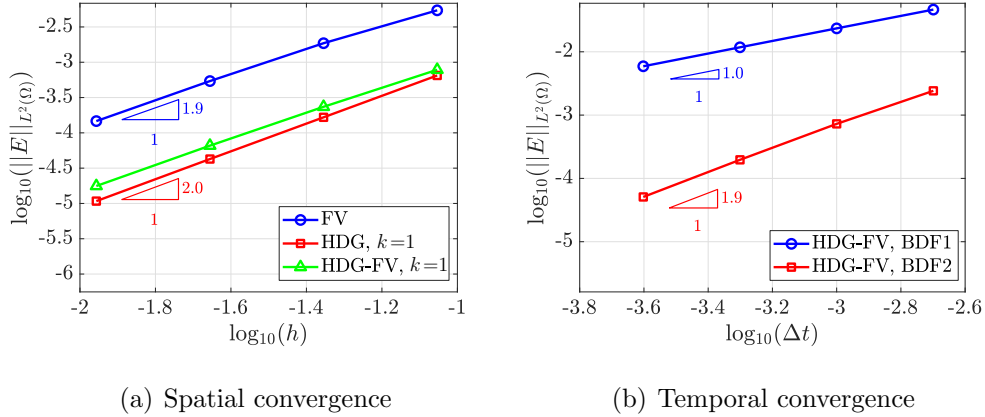 -2.5
-3
-3.5
-4
-4.5
-5
-5.5
-6
log10(||E||L2(Ω))
1.9
1
2.0
1
FV
HDG, k=1
HDG-FV, k=1
-2 -1.8 -1.6 -1.4 -1.2 -1
log10(h)
(a) Spatial convergence
-2
-3
-4
-5
log10(||E||L2(Ω))
1.0
1
1.9
1
HDG-FV, BDF1
HDG-FV, BDF2
-3.8 -3.6 -3.4 -3.2 -3 -2.8 -2.6
log10(Δt)
(b) Temporal convergence